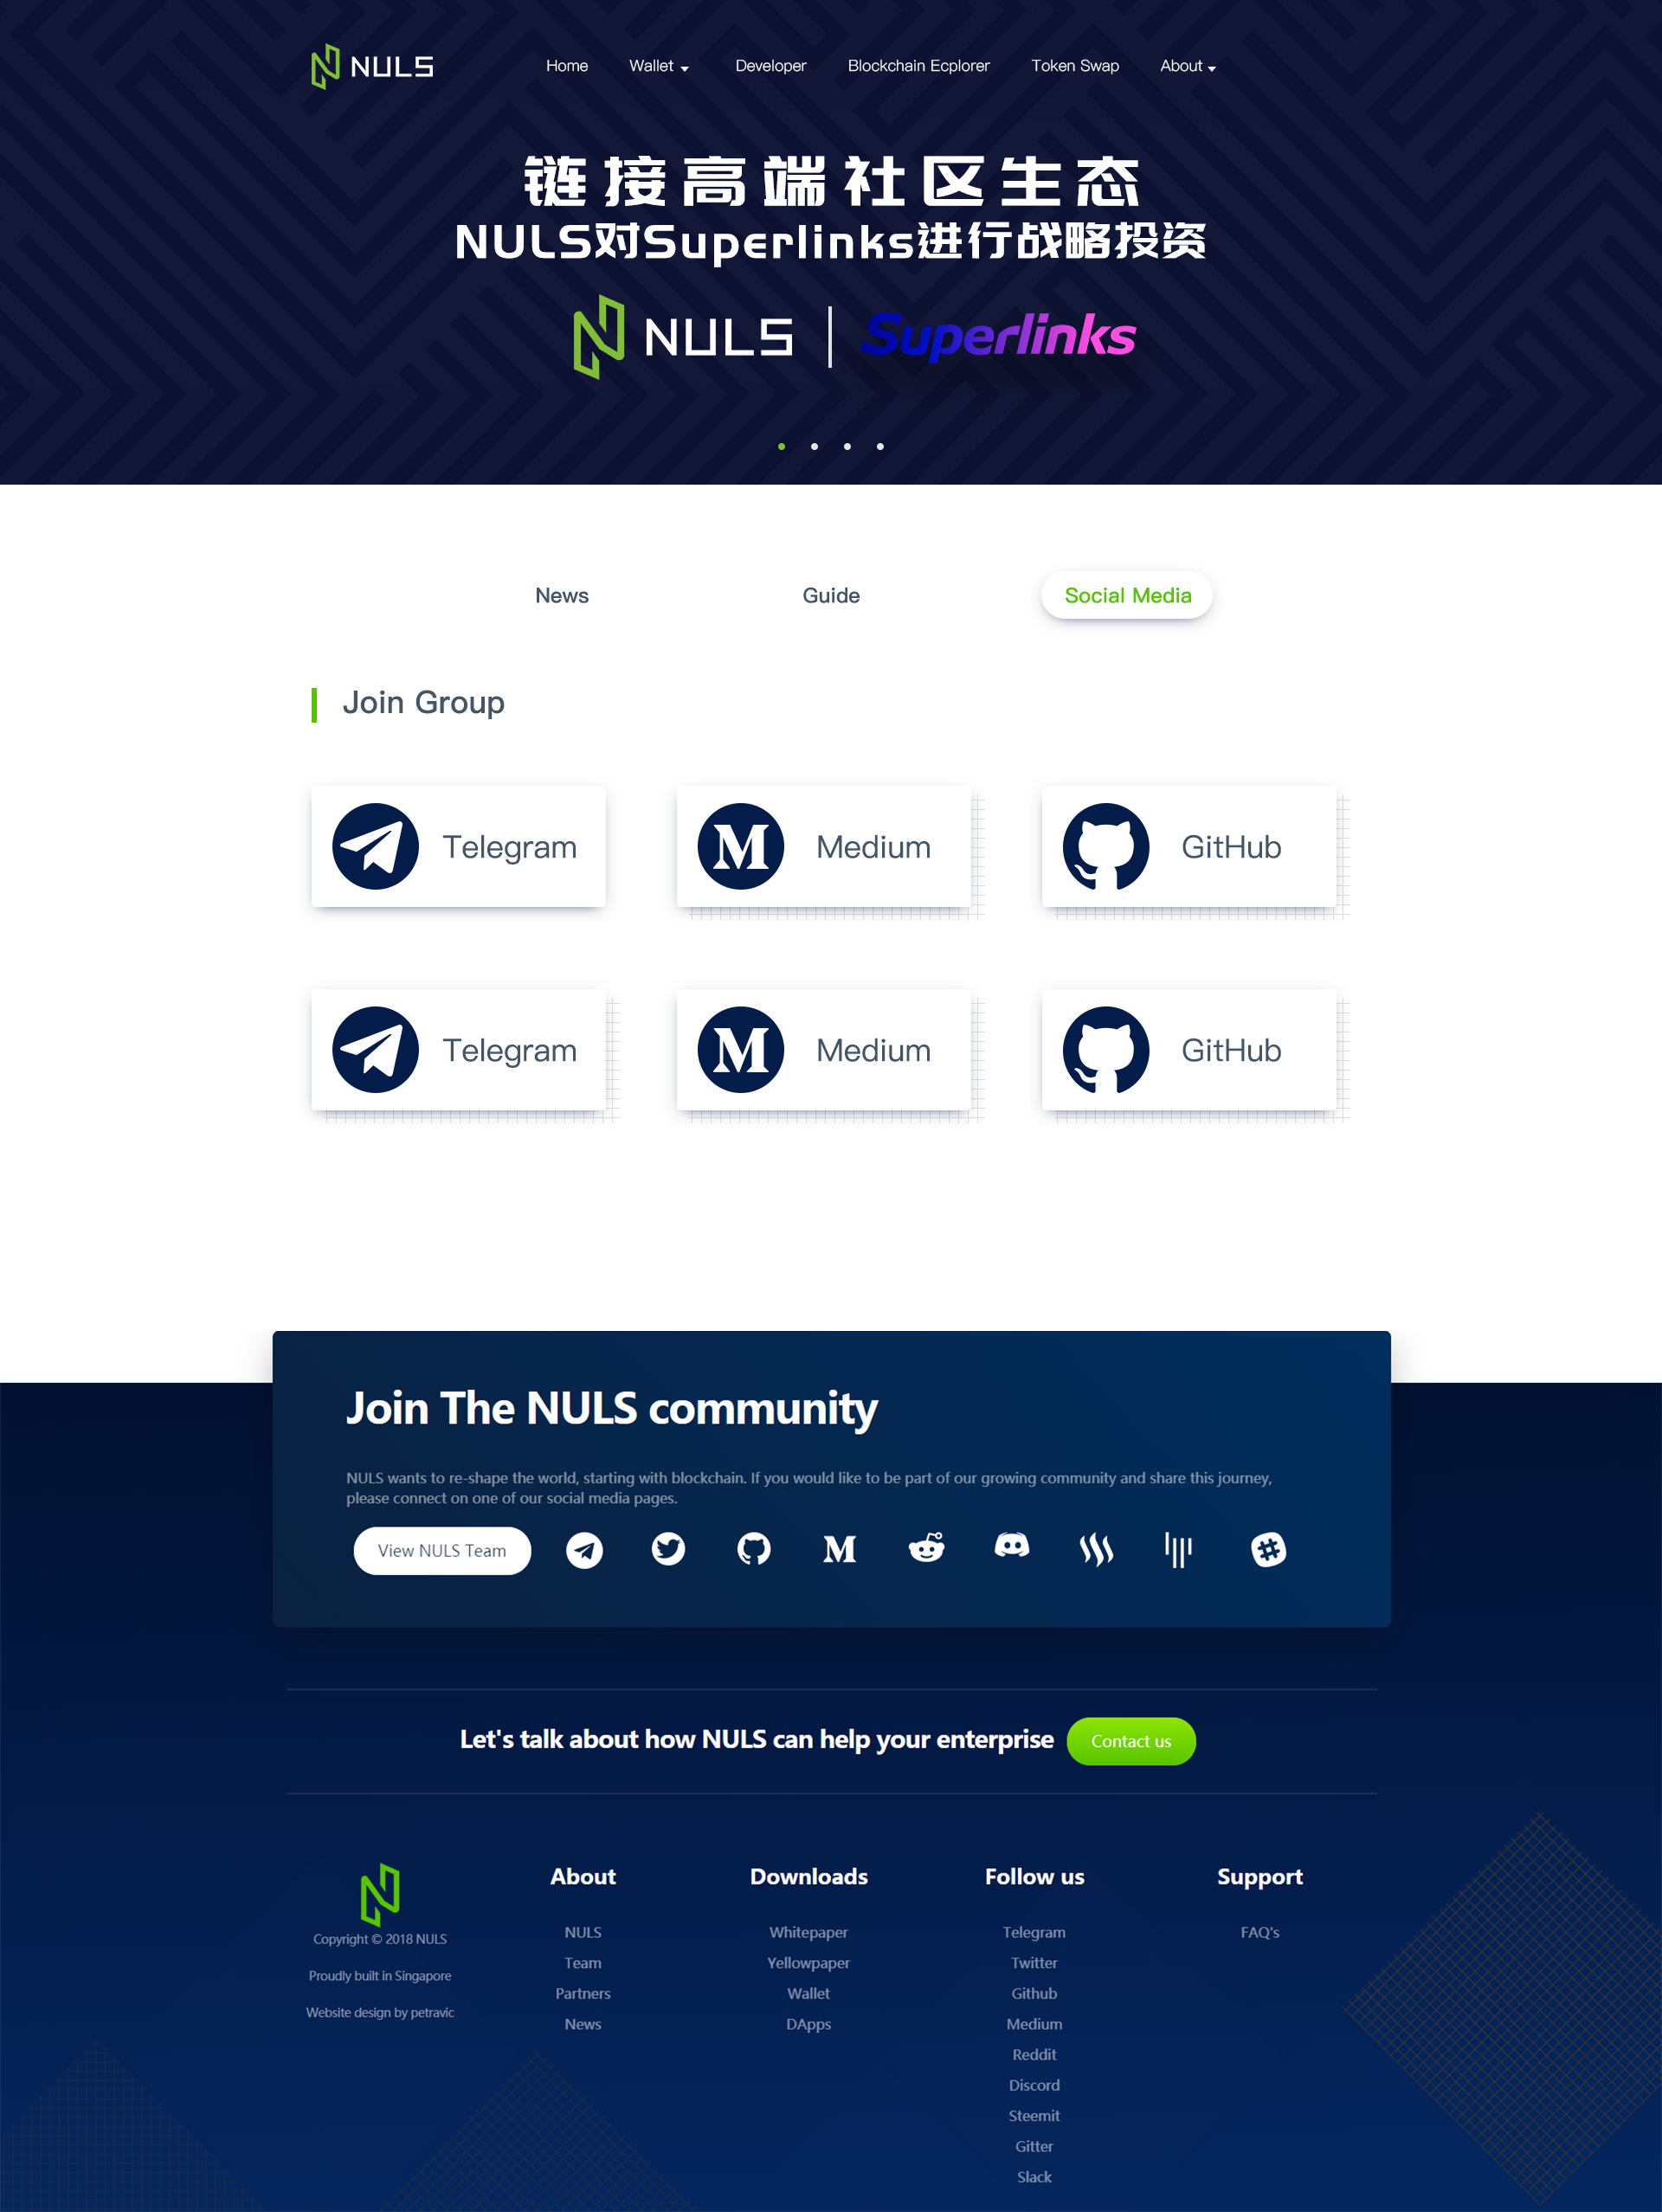 NULS
Home Wallet Developer Blockchain Ecplorer Token Swap About
链接高端社区生态
NULS对Superlinks进行战略投资
NULS Superlinks
News Guide Social Media
Join Group
Telegram Medium GitHub
Telegram Medium GitHub
Join The NULS community
NULS wants to re-shape the world, starting with blockchain. If you would like to be part of our growing community and share this journey,
please connect on one of our social media pages.
View NULS Team
Let's talk about how NULS can help your enterprise Contact us
Copyright © 2018 NULS
Proudly built in Singapore
Website design by petravic
About
NULS
Team
Partners
News
Downloads
Whitepaper
Yellowpaper
Wallet
DApps
Follow us
Telegram
Twitter
Github
Medium
Reddit
Discord
Steemit
Gitter
Slack
Support
FAQ's